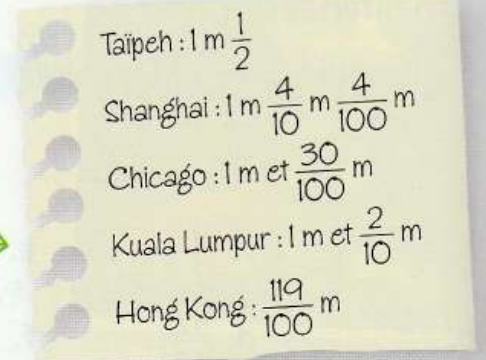 Taïpeh : 1 m 1/2
Shanghai : 1 m 4/10 m 4/100 m
Chicago : 1 m et 30/100 m
Kuala Lumpur : 1 m et 2/10 m
Hong Kong : 119/100 m